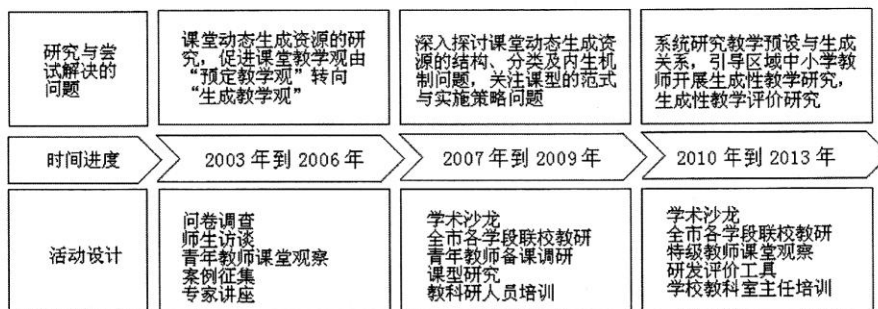 研究与尝
试解决的
问题
课堂动态生成资源的研
究，促进课堂教学观由
“预定教学观”转向
“生成教学观”
深入探讨课堂动态生成资
源的结构、分类及内生机
制问题，关注课型的范式
与实施策略问题
系统研究教学预设与生成
关系，引导区域中小学教
师开展生成性教学研究，
生成性教学评价研究
时间进度
2003 年到 2006 年
2007 年到 2009 年
2010 年到 2013 年
活动设计
问卷调查
师生访谈
青年教师课堂观察
案例征集
专家讲座
学术沙龙
全市各学段联校教研
青年教师备课调研
课型研究
教科研人员培训
学术沙龙
全市各学段联校教研
特级教师课堂观察
研发评价工具
学校教科室主任培训